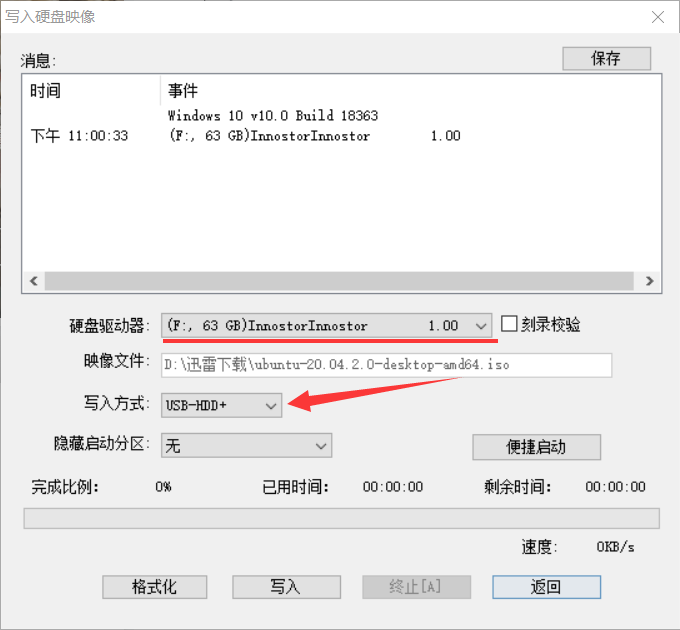 写入硬盘映像
消息:
保存
时间 事件
Windows 10 v10.0 Build 18363
下午 11:00:33 (F:, 63 GB)InnostorInnostor 1.00
硬盘驱动器: (F:, 63 GB)InnostorInnostor 1.00 刻录校验
映像文件: D:\迅雷下载\ubuntu-20.04.2.0-desktop-amd64.iso
写入方式: USB-HDD+
隐藏启动分区: 无 便捷启动
完成比例: 0% 已用时间: 00:00:00 剩余时间: 00:00:00
速度: 0KB/s
格式化 写入 终止[A] 返回